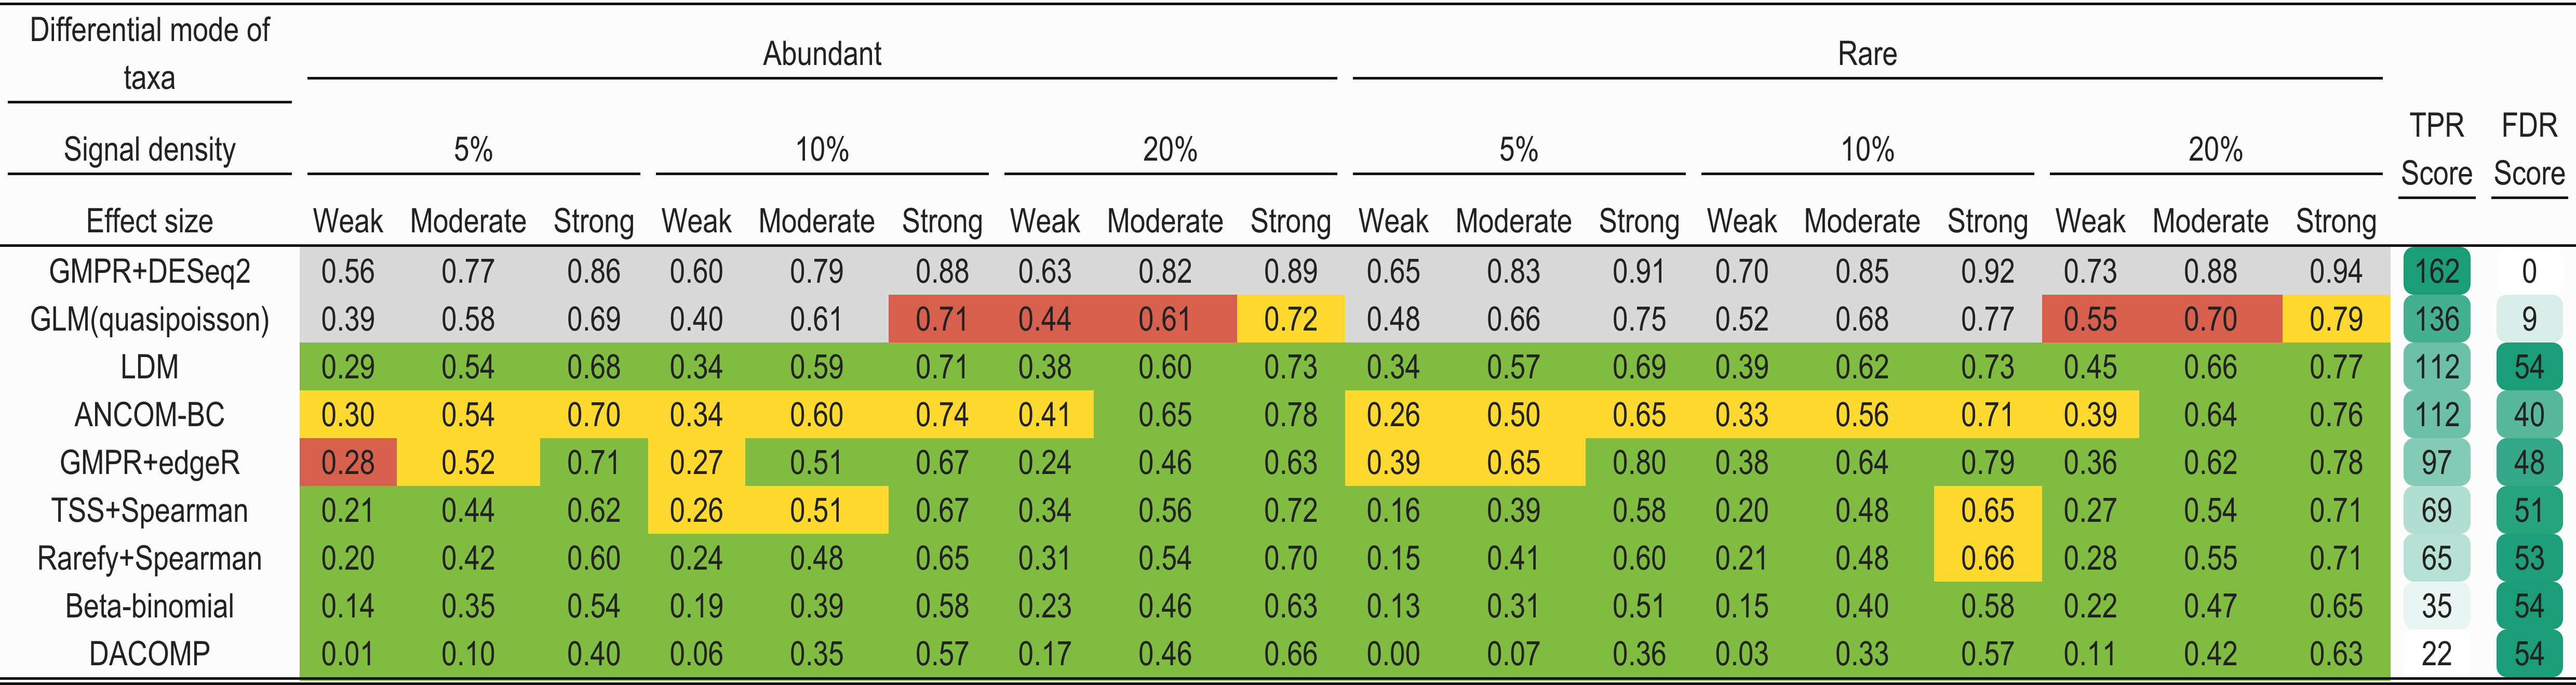 Differential mode of
taxa
Abundant
Rare
Signal density
5%
10%
20%
5%
10%
20%
TPR
Score
FDR
Score
Effect size Weak Moderate Strong Weak Moderate Strong Weak Moderate Strong Weak Moderate Strong Weak Moderate Strong Weak Moderate Strong
GMPR+DESeq2 0.56 0.77 0.86 0.60 0.79 0.88 0.63 0.82 0.89 0.65 0.83 0.91 0.70 0.85 0.92 0.73 0.88 0.94 162 0
GLM(quasipoisson) 0.39 0.58 0.69 0.40 0.61 0.71 0.44 0.61 0.72 0.48 0.66 0.75 0.52 0.68 0.77 0.55 0.70 0.79 136 9
LDM 0.29 0.54 0.68 0.34 0.59 0.71 0.38 0.60 0.73 0.34 0.57 0.69 0.39 0.62 0.73 0.45 0.66 0.77 112 54
ANCOM-BC 0.30 0.54 0.70 0.34 0.60 0.74 0.41 0.65 0.78 0.26 0.50 0.65 0.33 0.56 0.71 0.39 0.64 0.76 112 40
GMPR+edgeR 0.28 0.52 0.71 0.27 0.51 0.67 0.24 0.46 0.63 0.39 0.65 0.80 0.38 0.64 0.79 0.36 0.62 0.78 97 48
TSS+Spearman 0.21 0.44 0.62 0.26 0.51 0.67 0.34 0.56 0.72 0.16 0.39 0.58 0.20 0.48 0.65 0.27 0.54 0.71 69 51
Rarefy+Spearman 0.20 0.42 0.60 0.24 0.48 0.65 0.31 0.54 0.70 0.15 0.41 0.60 0.21 0.48 0.66 0.28 0.55 0.71 65 53
Beta-binomial 0.14 0.35 0.54 0.19 0.39 0.58 0.23 0.46 0.63 0.13 0.31 0.51 0.15 0.40 0.58 0.22 0.47 0.65 35 54
DACOMP 0.01 0.10 0.40 0.06 0.35 0.57 0.17 0.46 0.66 0.00 0.07 0.36 0.03 0.33 0.57 0.11 0.42 0.63 22 54